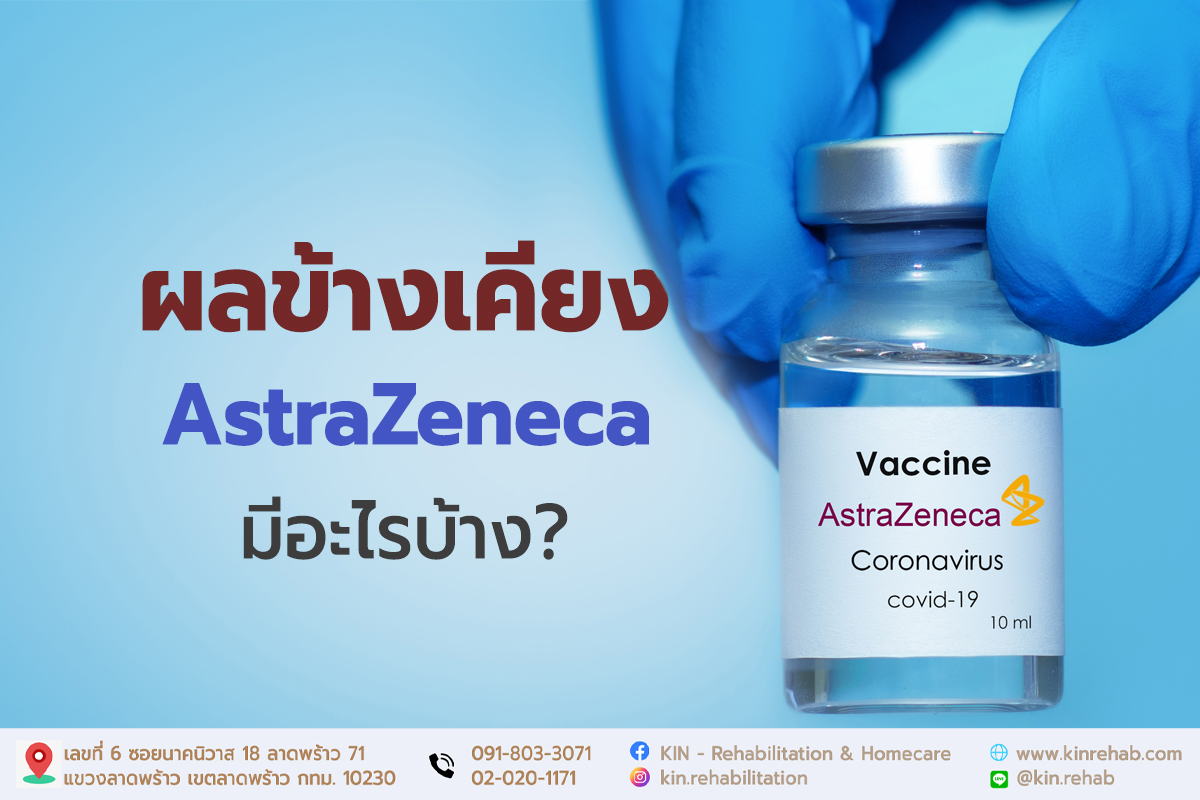 ผลข้างเคียง
AstraZeneca
มีอะไรบ้าง?
Vaccine
AstraZeneca
Coronavirus
covid-19
10 ml
เลขที่ 6 ซอยนาคนิวาส 18 ลาดพร้าว 71
แขวงลาดพร้าว เขตลาดพร้าว กทม. 10230
091-803-3071
02-020-1171
KIN - Rehabilitation & Homecare
kin.rehabilitation
www.kinrehab.com
@kin.rehab